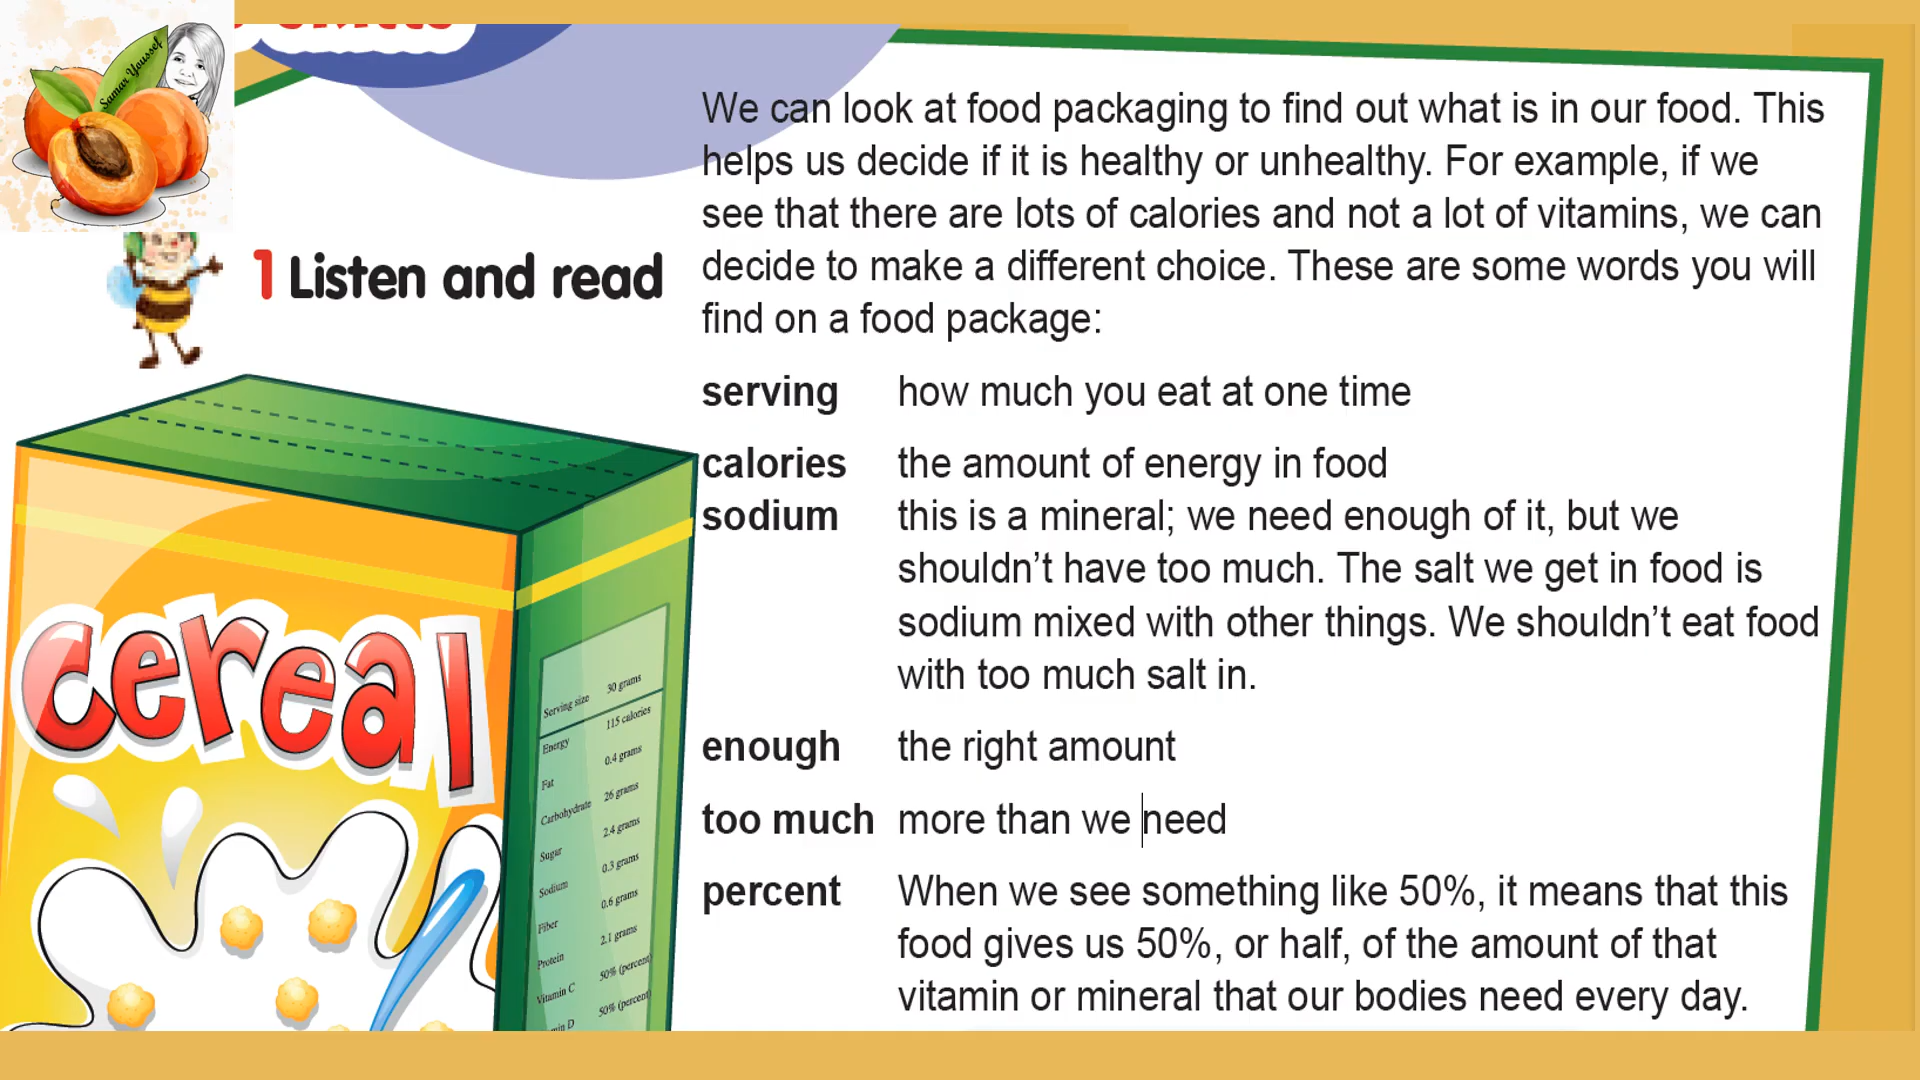 Samar Youssef
We can look at food packaging to find out what is in our food. This
helps us decide if it is healthy or unhealthy. For example, if we
see that there are lots of calories and not a lot of vitamins, we can
decide to make a different choice. These are some words you will
find on a food package:
1 Listen and read
serving how much you eat at one time
calories the amount of energy in food
sodium this is a mineral; we need enough of it, but we
shouldn’t have too much. The salt we get in food is
sodium mixed with other things. We shouldn’t eat food
with too much salt in.
enough the right amount
too much more than we need
percent When we see something like 50%, it means that this
food gives us 50%, or half, of the amount of that
vitamin or mineral that our bodies need every day.
cereal
Serving size 30 grams
Energy 115 calories
Fat 0.4 grams
Carbohydrate 26 grams
Sugar 2.4 grams
Sodium 0.3 grams
Fiber 0.6 grams
Protein 2.1 grams
Vitamin C 50% (percent)
50% (percent)